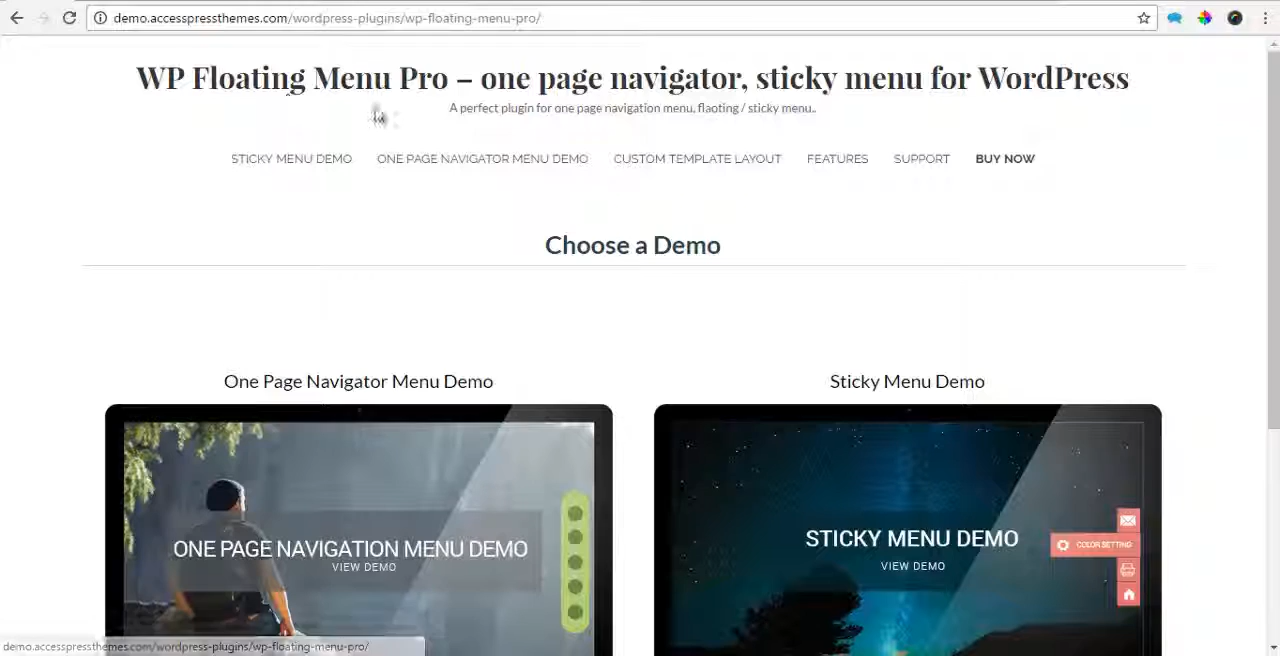 demo.accesspressthemes.com/wordpress-plugins/wp-floating-menu-pro/
WP Floating Menu Pro – one page navigator, sticky menu for WordPress
A perfect plugin for one page navigation menu, flaoting / sticky menu..
STICKY MENU DEMO ONE PAGE NAVIGATOR MENU DEMO CUSTOM TEMPLATE LAYOUT FEATURES SUPPORT BUY NOW
Choose a Demo
One Page Navigator Menu Demo
Sticky Menu Demo
ONE PAGE NAVIGATION MENU DEMO
VIEW DEMO
STICKY MENU DEMO
VIEW DEMO
COLOR SETTING
demo.accesspressthemes.com/wordpress-plugins/wp-floating-menu-pro/